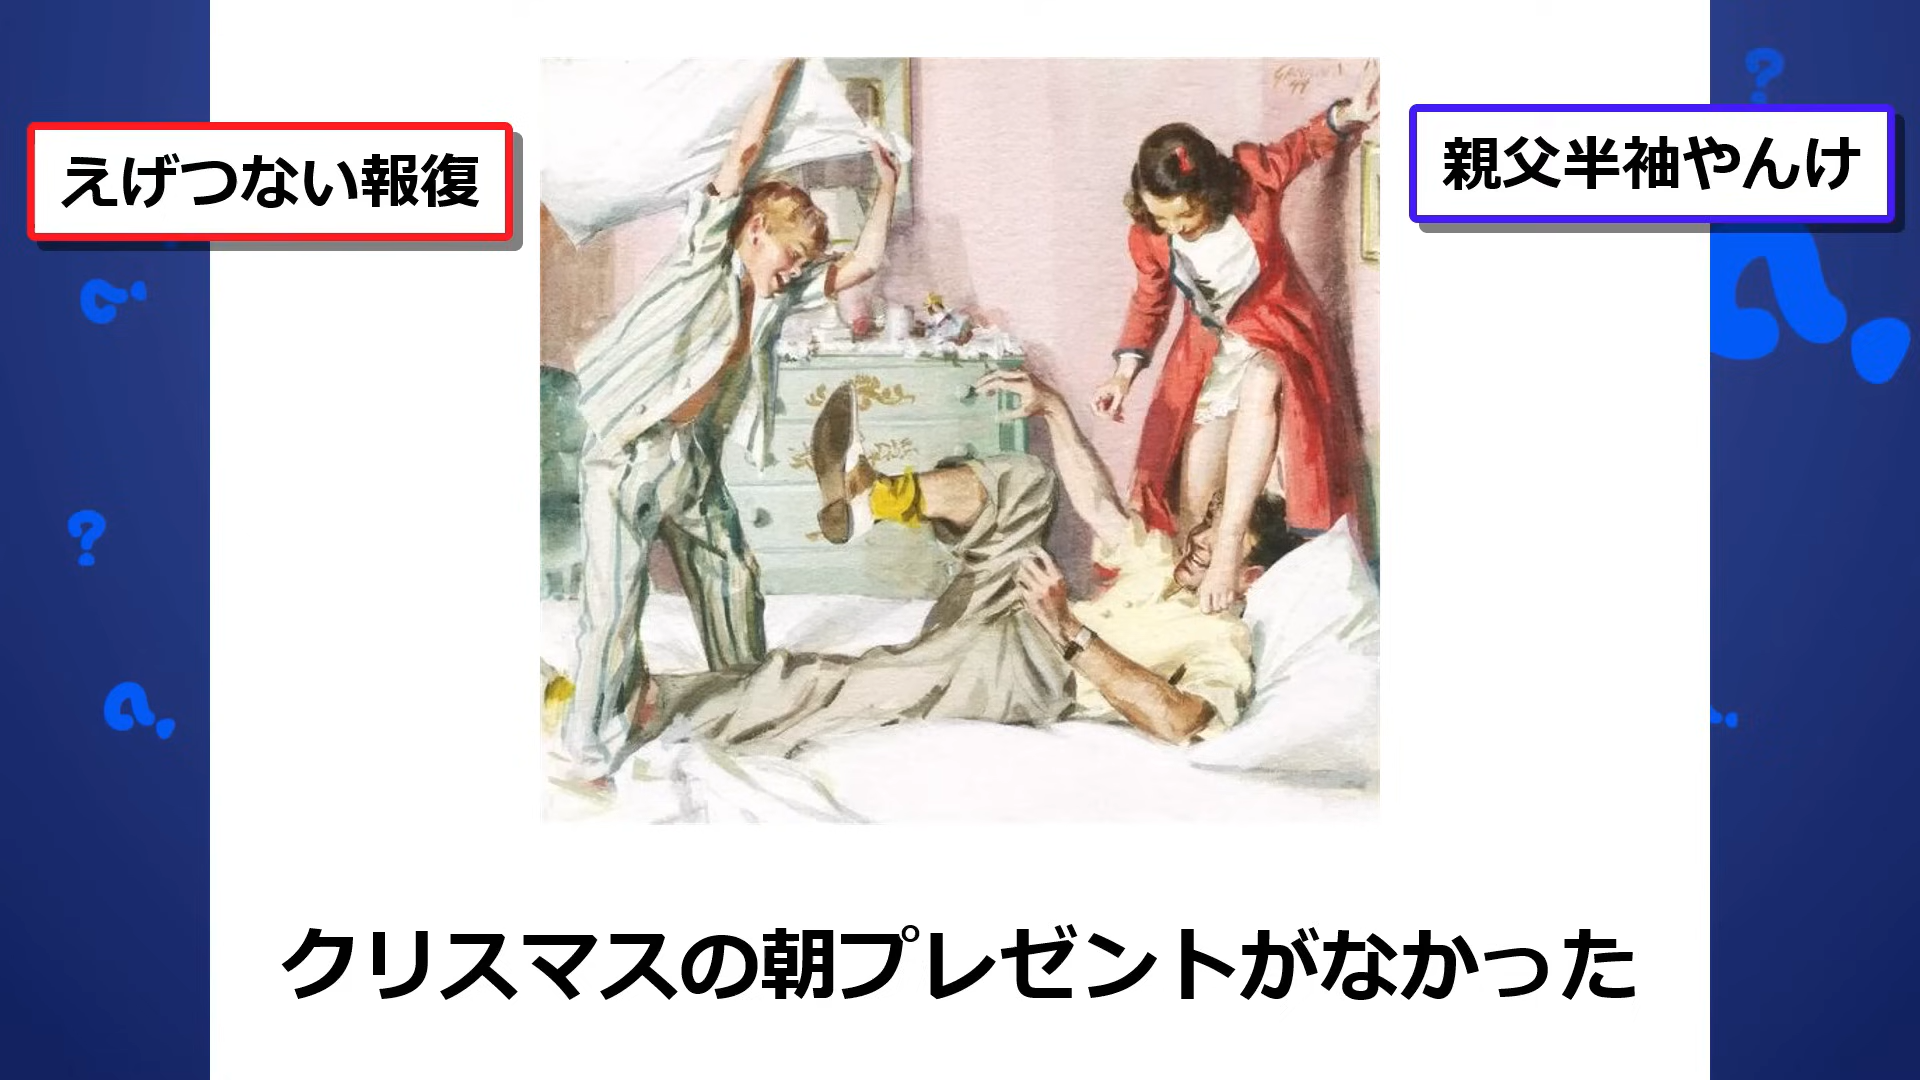 えげつない報復
親父半袖やんけ
クリスマスの朝プレゼントがなかった